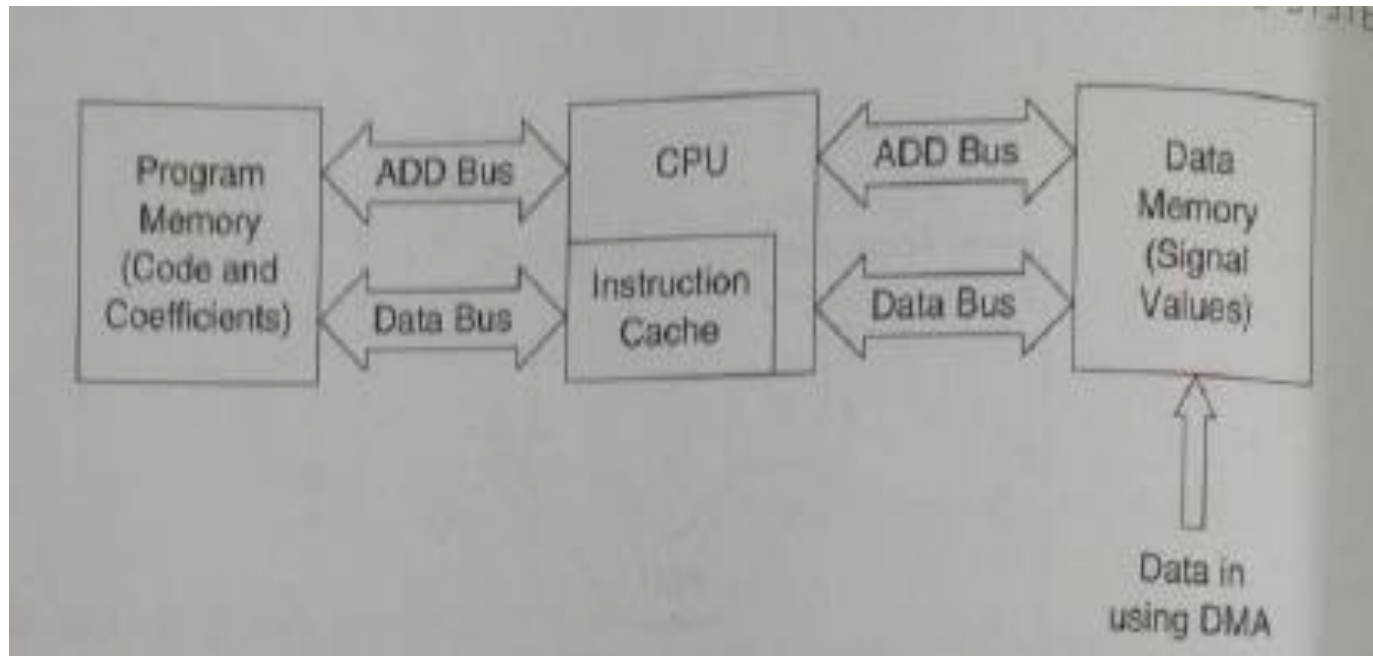 Program
Memory
(Code and
Coefficients)
ADD Bus
Data Bus
CPU
Instruction
Cache
ADD Bus
Data Bus
Data
Memory
(Signal
Values)
Data in
using DMA